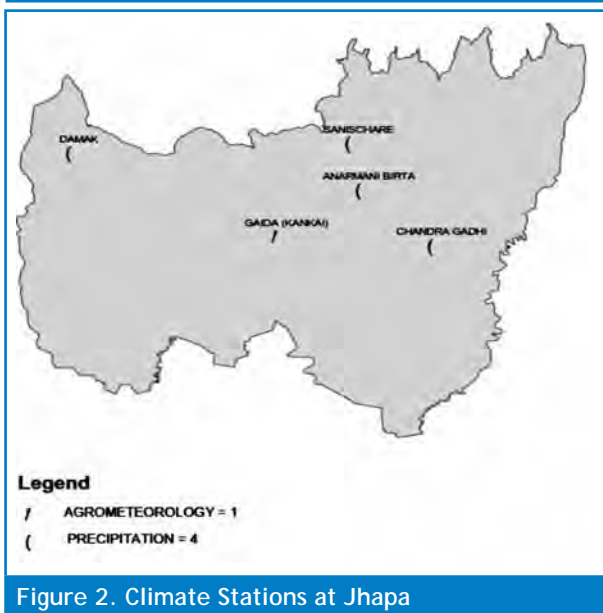 DAMAK
(
SANISCHARE
(
ANARMANI BIRTA
(
GAIDA (KANKAI)
/
CHANDRA GADHI
(
Legend
/ AGROMETEOROLOGY = 1
( PRECIPITATION = 4
Figure 2. Climate Stations at Jhapa